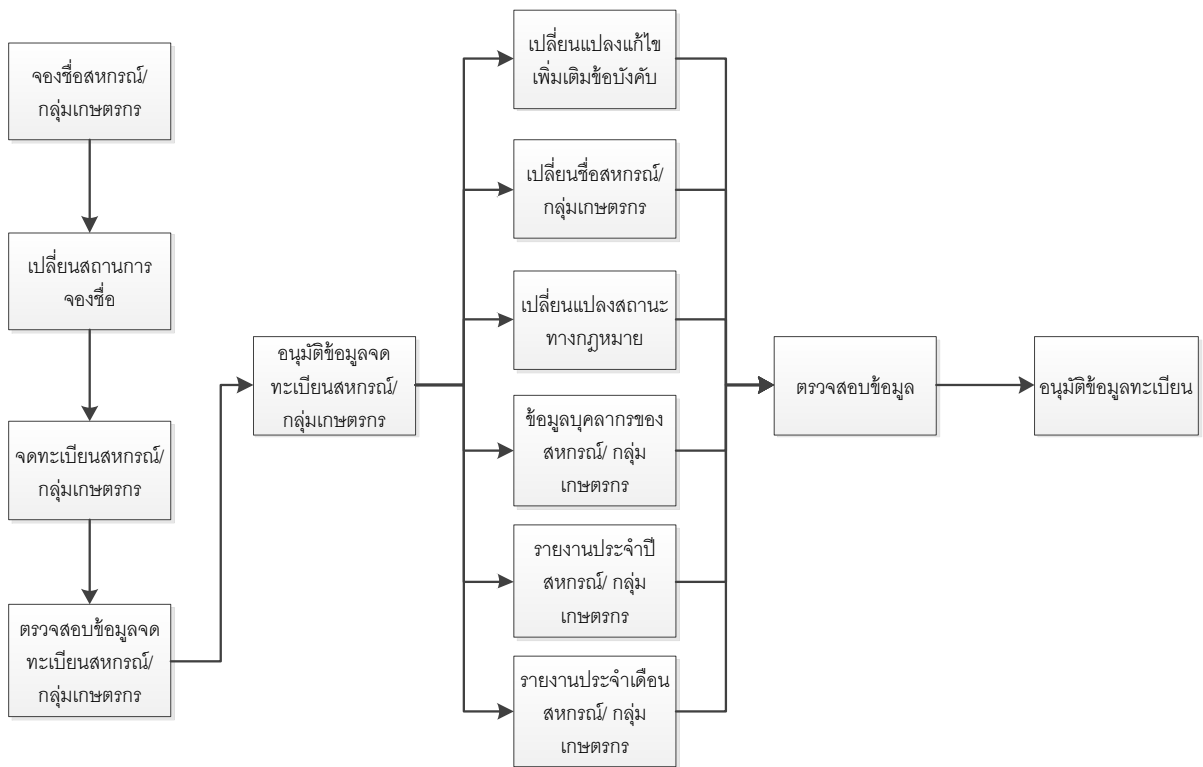 จองชื่อสหกรณ์/
กลุ่มเกษตรกร
เปลี่ยนสถานการ
จองชื่อ
จดทะเบียนสหกรณ์/
กลุ่มเกษตรกร
ตรวจสอบข้อมูลจด
ทะเบียนสหกรณ์/
กลุ่มเกษตรกร
อนุมัติข้อมูลจด
ทะเบียนสหกรณ์/
กลุ่มเกษตรกร
เปลี่ยนแปลงแก้ไข
เพิ่มเติมข้อบังคับ
เปลี่ยนชื่อสหกรณ์/
กลุ่มเกษตรกร
เปลี่ยนแปลงสถานะ
ทางกฎหมาย
ข้อมูลบุคลากรของ
สหกรณ์/ กลุ่ม
เกษตรกร
รายงานประจำปี
สหกรณ์/ กลุ่ม
เกษตรกร
รายงานประจำเดือน
สหกรณ์/ กลุ่ม
เกษตรกร
ตรวจสอบข้อมูล
อนุมัติข้อมูลทะเบียน